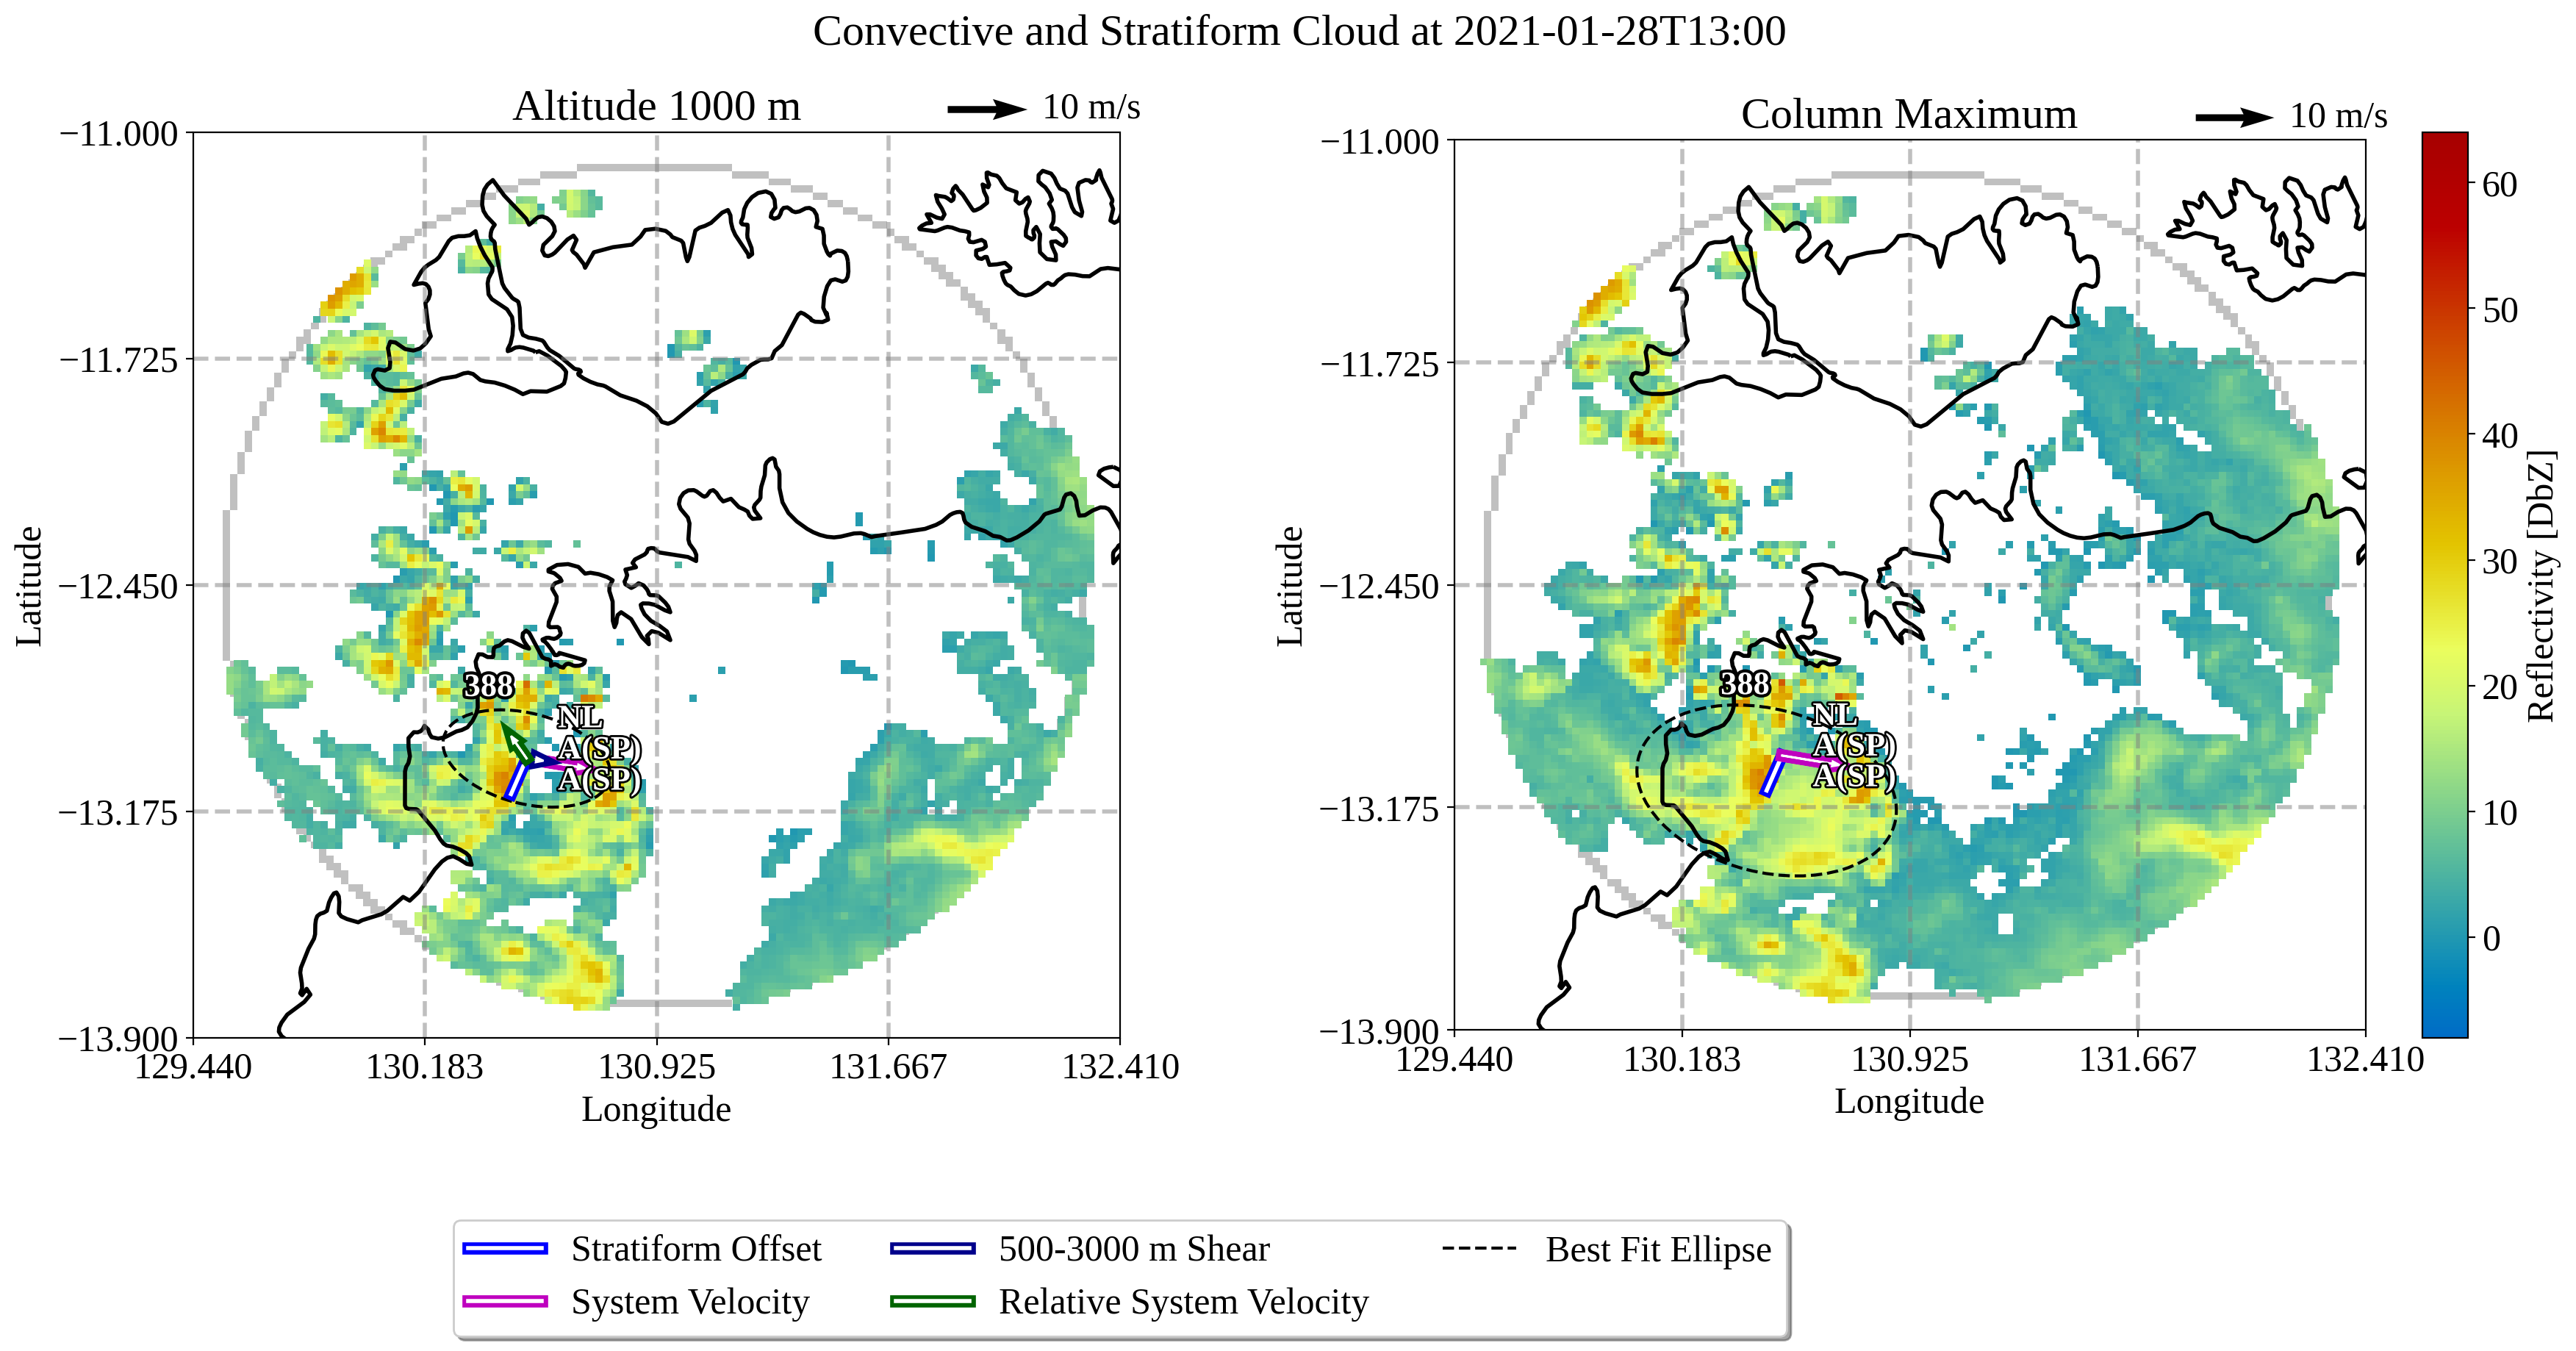 Convective and Stratiform Cloud at 2021-01-28T13:00
Altitude 1000 m
10 m/s
−11.000
−11.725
−12.450
−13.175
−13.900
Latitude
129.440
130.183
130.925
131.667
132.410
Longitude
388
NL
A(SP)
A(SP)
Column Maximum
10 m/s
−11.000
−11.725
−12.450
−13.175
−13.900
Latitude
129.440
130.183
130.925
131.667
132.410
Longitude
388
NL
A(SP)
A(SP)
60
50
40
30
20
10
0
Reflectivity [DbZ]
Stratiform Offset
500-3000 m Shear
Best Fit Ellipse
System Velocity
Relative System Velocity